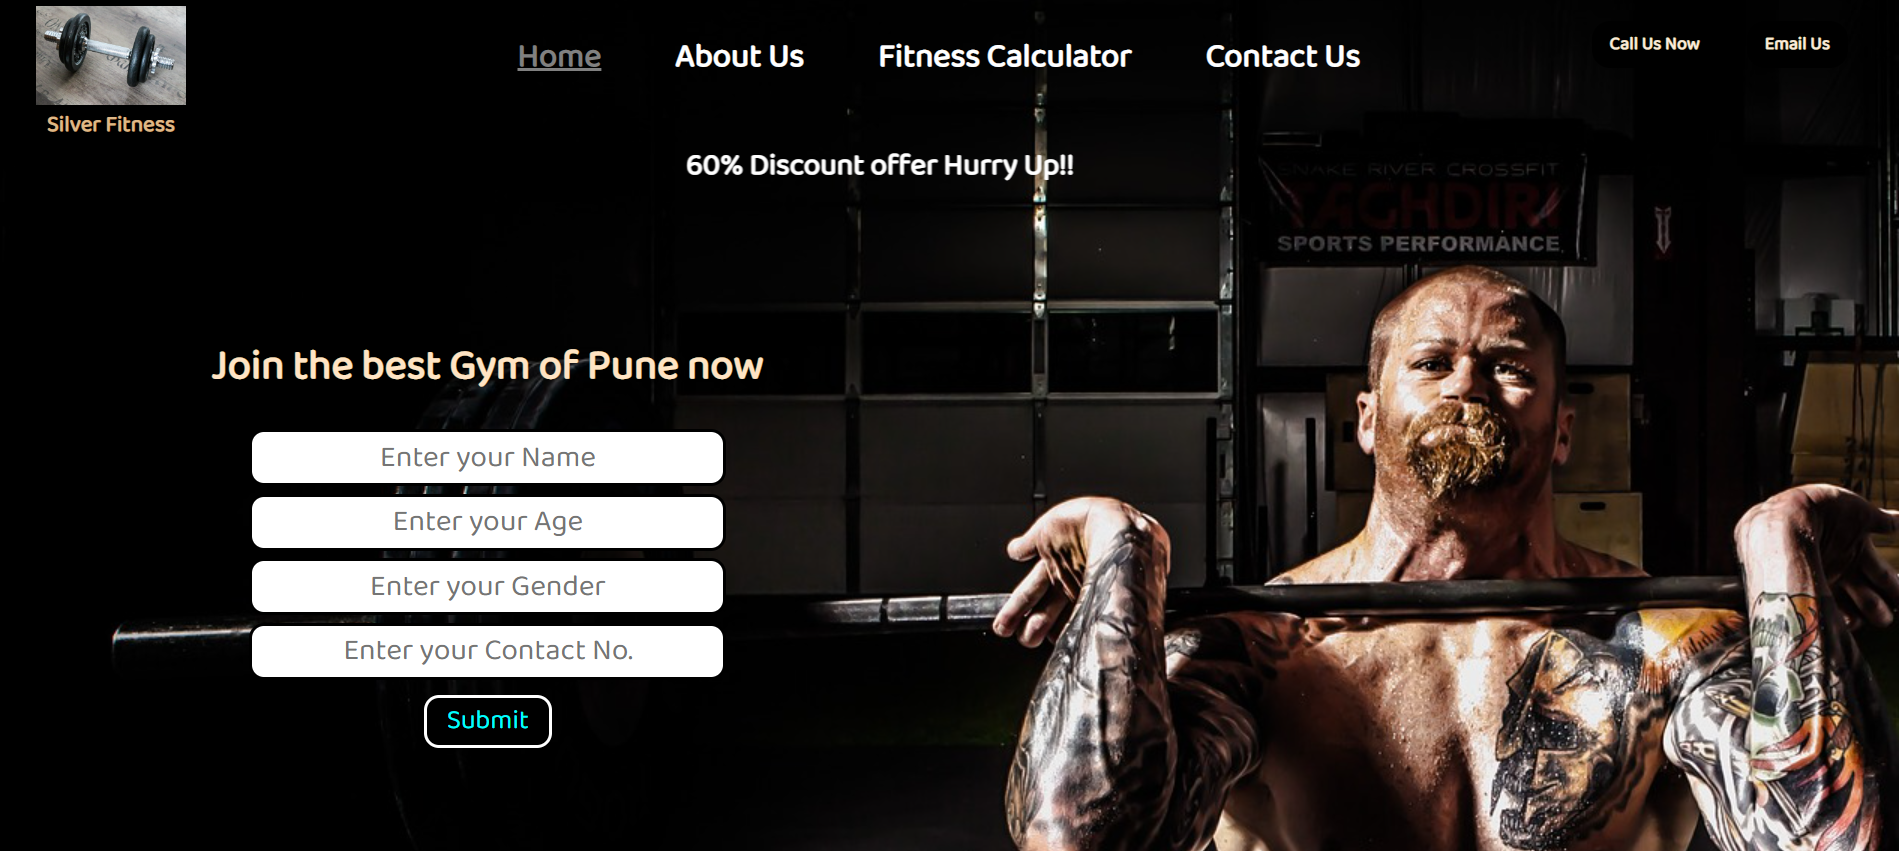 Home
About Us
Fitness Calculator
Contact Us
Call Us Now
Email Us
Silver Fitness
60% Discount offer Hurry Up!!
SNAKE RIVER CROSSFIT
TAGHDIRI
SPORTS PERFORMANCE
Join the best Gym of Pune now
Enter your Name
Enter your Age
Enter your Gender
Enter your Contact No.
Submit